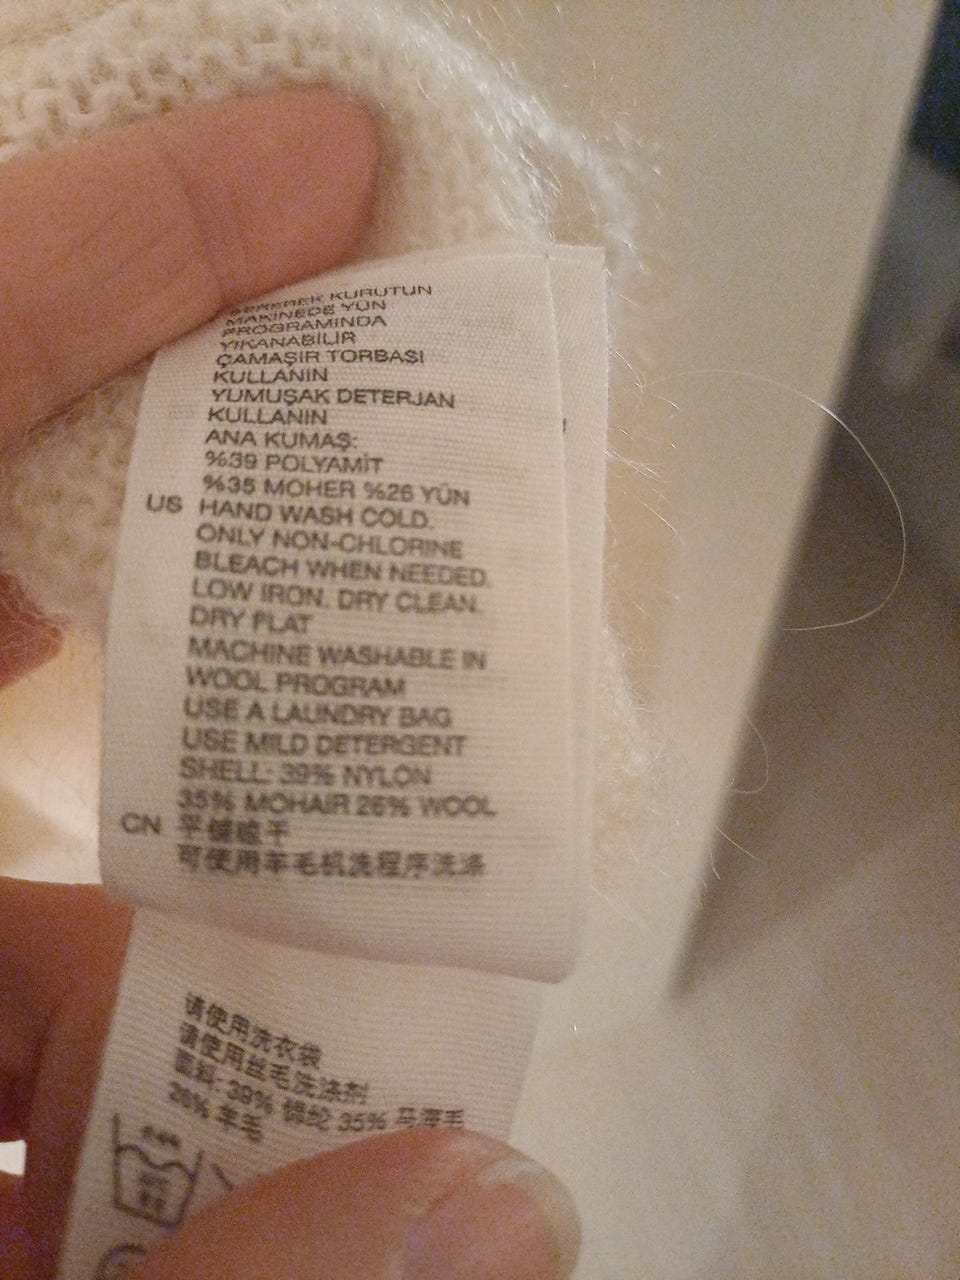 SEREREK KURUTUN
MAKİNEDE YÜN
PROGRAMINDA
YIKANABİLİR
ÇAMAŞIR TORBASI
KULLANIN
YUMUŞAK DETERJAN
KULLANIN
ANA KUMAŞ:
%39 POLYAMİT
%35 MOHER %26 YÜN
US HAND WASH COLD.
ONLY NON-CHLORINE
BLEACH WHEN NEEDED.
LOW IRON. DRY CLEAN.
DRY FLAT
MACHINE WASHABLE IN
WOOL PROGRAM
USE A LAUNDRY BAG
USE MILD DETERGENT
SHELL: 39% NYLON
35% MOHAIR 26% WOOL
CN 平铺晾干
可使用羊毛机洗程序洗涤
请使用洗衣袋
请使用丝毛洗涤剂
面料: 39% 锦纶 35% 马海毛
26% 羊毛